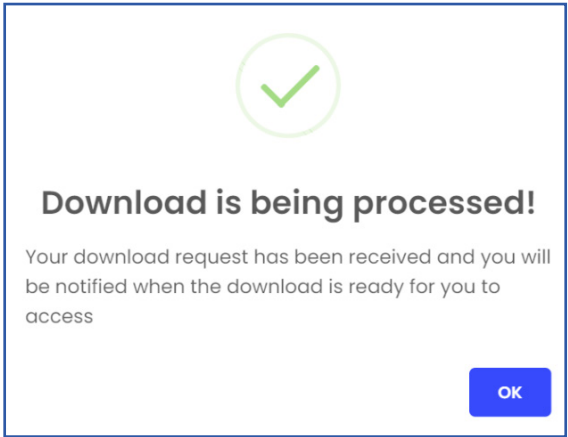 Download is being processed!
Your download request has been received and you will
be notified when the download is ready for you to
access
OK